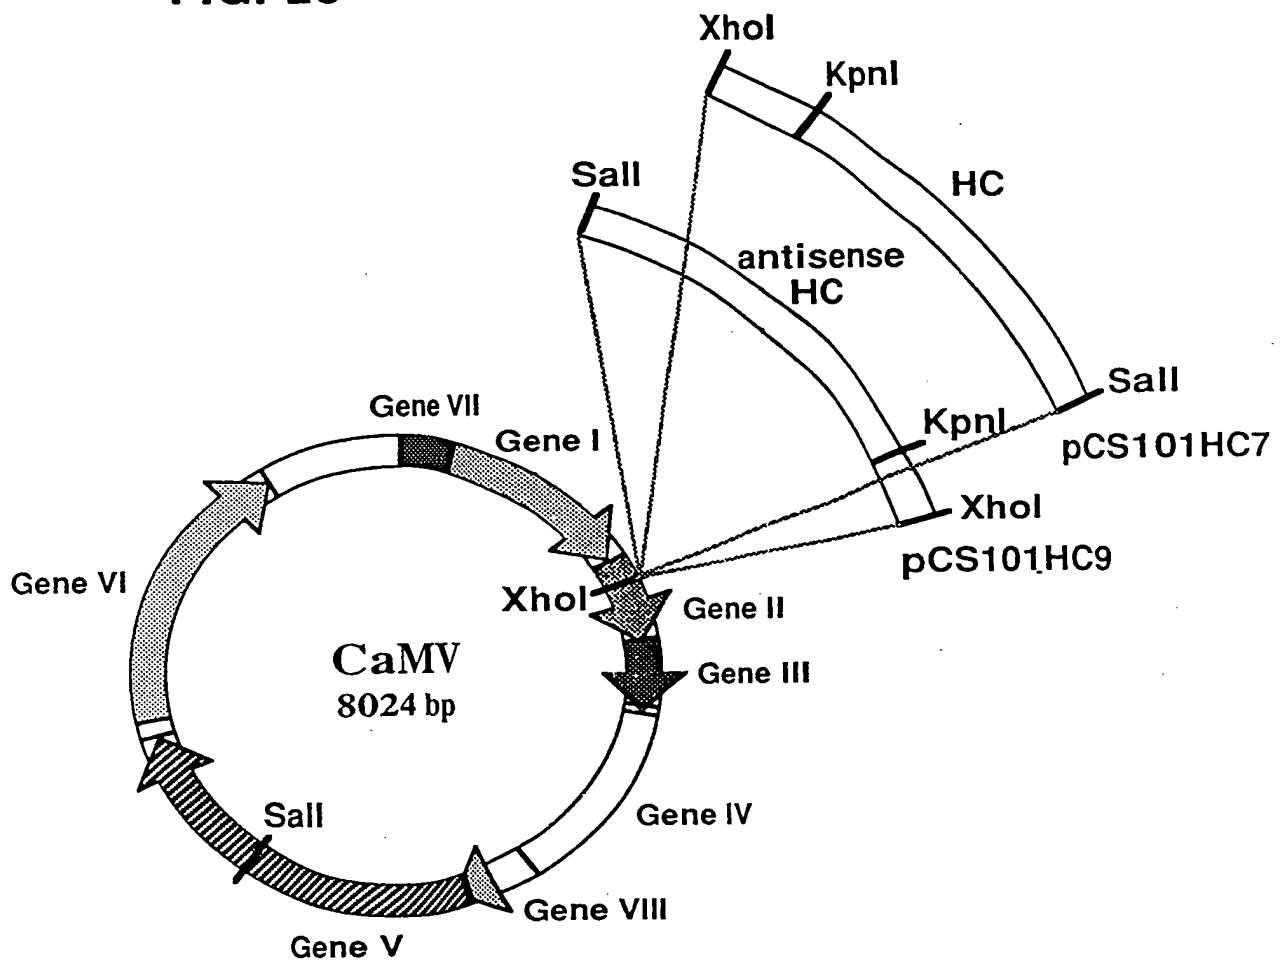 XhoI
KpnI
HC
SalI
antisense
HC
SalI
pCS101HC7
KpnI
XhoI
pCS101HC9
Gene VII
Gene I
Gene VI
XhoI
Gene II
CaMV
8024 bp
Gene III
SalI
Gene IV
Gene VIII
Gene V